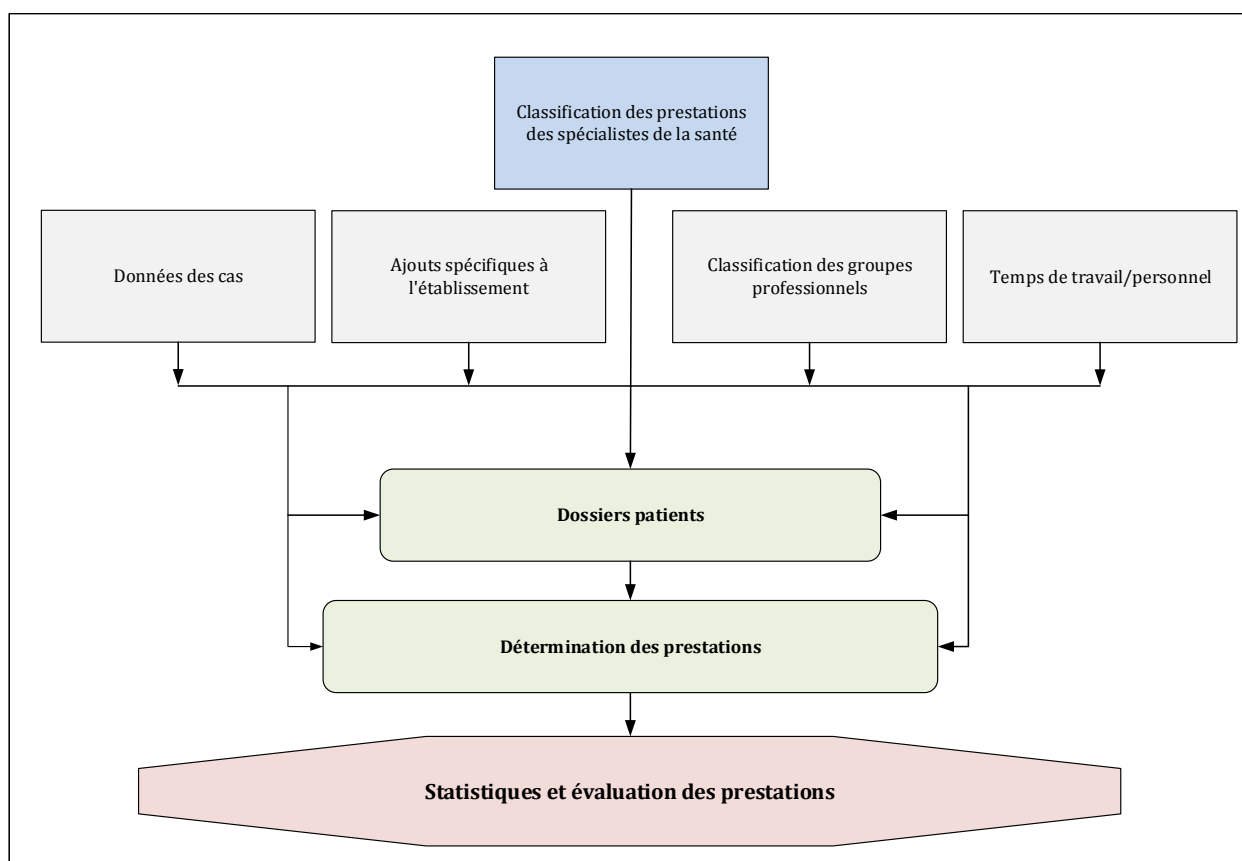 Classification des prestations
des spécialistes de la santé
Données des cas
Ajouts spécifiques à
l'établissement
Classification des groupes
professionnels
Temps de travail/personnel
Dossiers patients
Détermination des prestations
Statistiques et évaluation des prestations